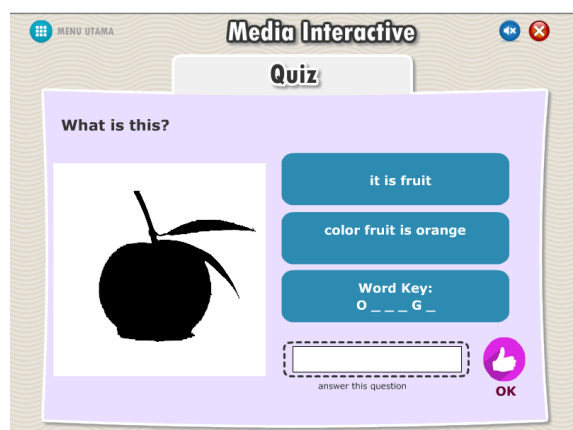 MENU UTAMA
Media Interactive
Quiz
What is this?
it is fruit
color fruit is orange
Word Key:
O _ _ _ G _
answer this question
OK